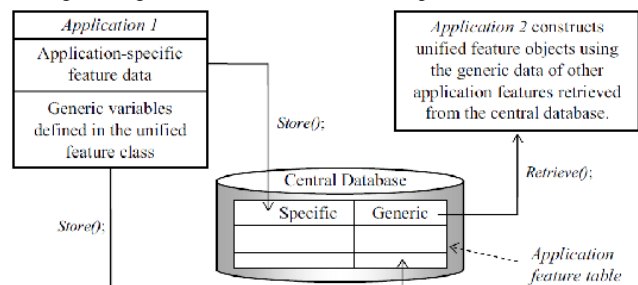 Application 1
Application-specific
feature data
Generic variables
defined in the unified
feature class
Store();
Store();
Application 2 constructs
unified feature objects using
the generic data of other
application features retrieved
from the central database.
Retrieve();
Central Database
Specific Generic
Application
feature table